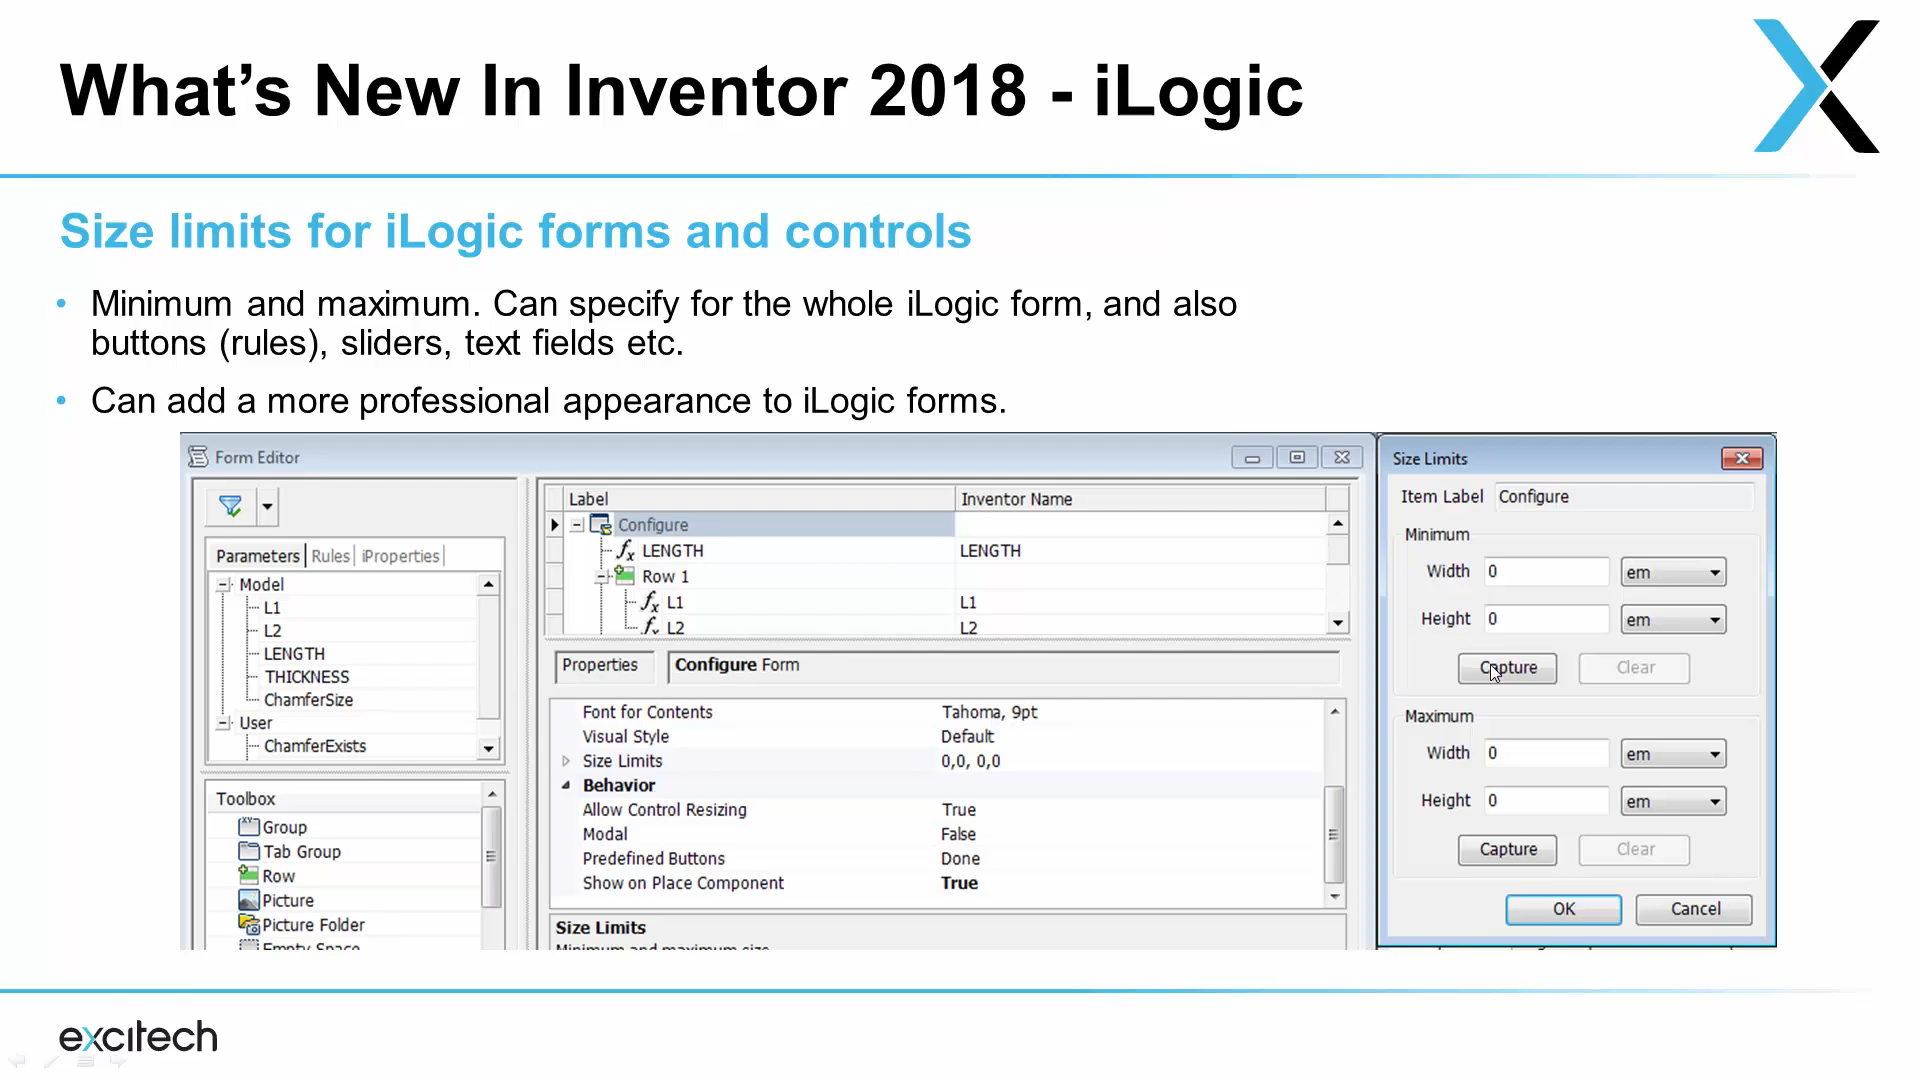 What's New In Inventor 2018 - iLogic
Size limits for iLogic forms and controls
• Minimum and maximum. Can specify for the whole iLogic form, and also
buttons (rules), sliders, text fields etc.
• Can add a more professional appearance to iLogic forms.
Form Editor
Parameters Rules iProperties
Model
L1
L2
LENGTH
THICKNESS
ChamferSize
User
ChamferExists
Toolbox
Group
Tab Group
Row
Picture
Picture Folder
Empty Space
Label Inventor Name
Configure
LENGTH LENGTH
Row 1
L1 L1
L2 L2
Properties Configure Form
Font for Contents Tahoma, 9pt
Visual Style Default
Size Limits 0,0, 0,0
Behavior
Allow Control Resizing True
Modal False
Predefined Buttons Done
Show on Place Component True
Size Limits
Minimum and maximum size
Size Limits
Item Label Configure
Minimum
Width 0 em
Height 0 em
Capture Clear
Maximum
Width 0 em
Height 0 em
Capture Clear
OK Cancel
excitech